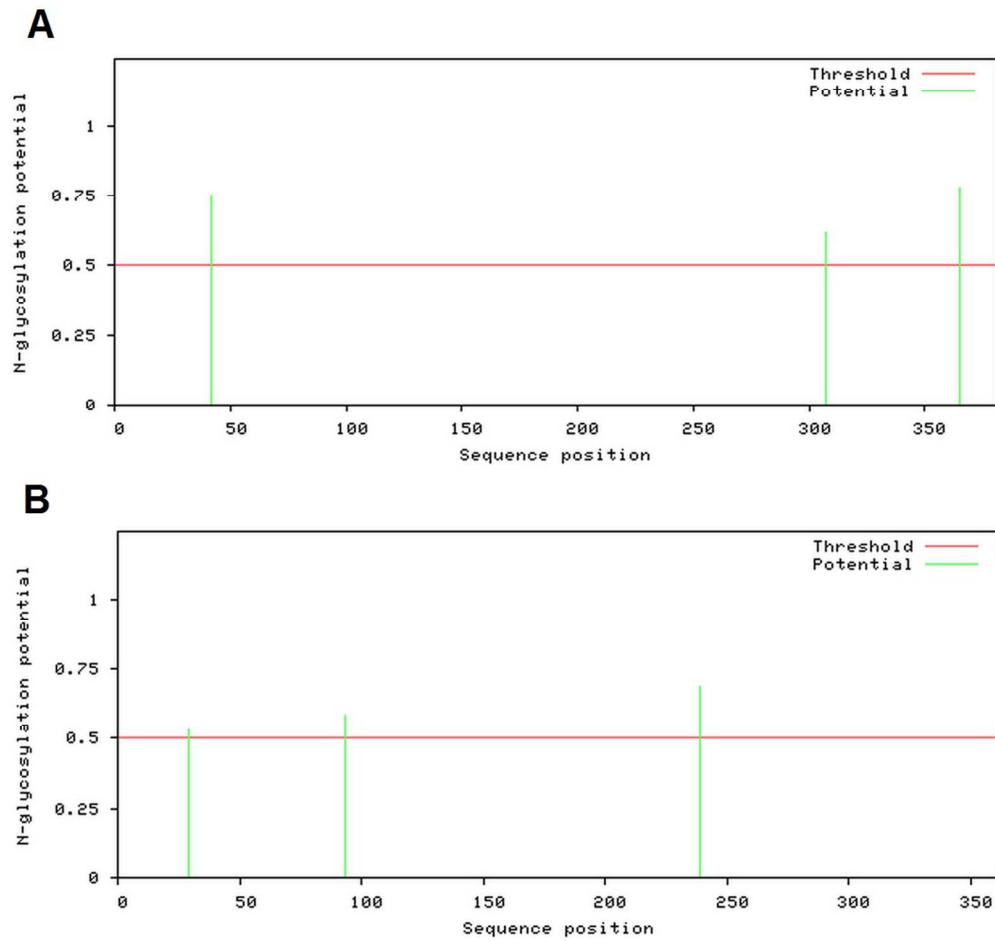 A
Threshold
Potential
N-glycosylation potential
1
0.75
0.5
0.25
0
0 50 100 150 200 250 300 350
Sequence position
B
Threshold
Potential
N-glycosylation potential
1
0.75
0.5
0.25
0
0 50 100 150 200 250 300 350
Sequence position